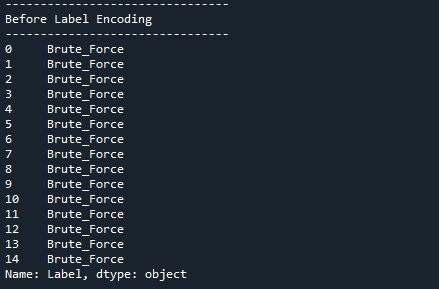 --------------------------------
Before Label Encoding
--------------------------------
0     Brute_Force
1     Brute_Force
2     Brute_Force
3     Brute_Force
4     Brute_Force
5     Brute_Force
6     Brute_Force
7     Brute_Force
8     Brute_Force
9     Brute_Force
10    Brute_Force
11    Brute_Force
12    Brute_Force
13    Brute_Force
14    Brute_Force
Name: Label, dtype: object